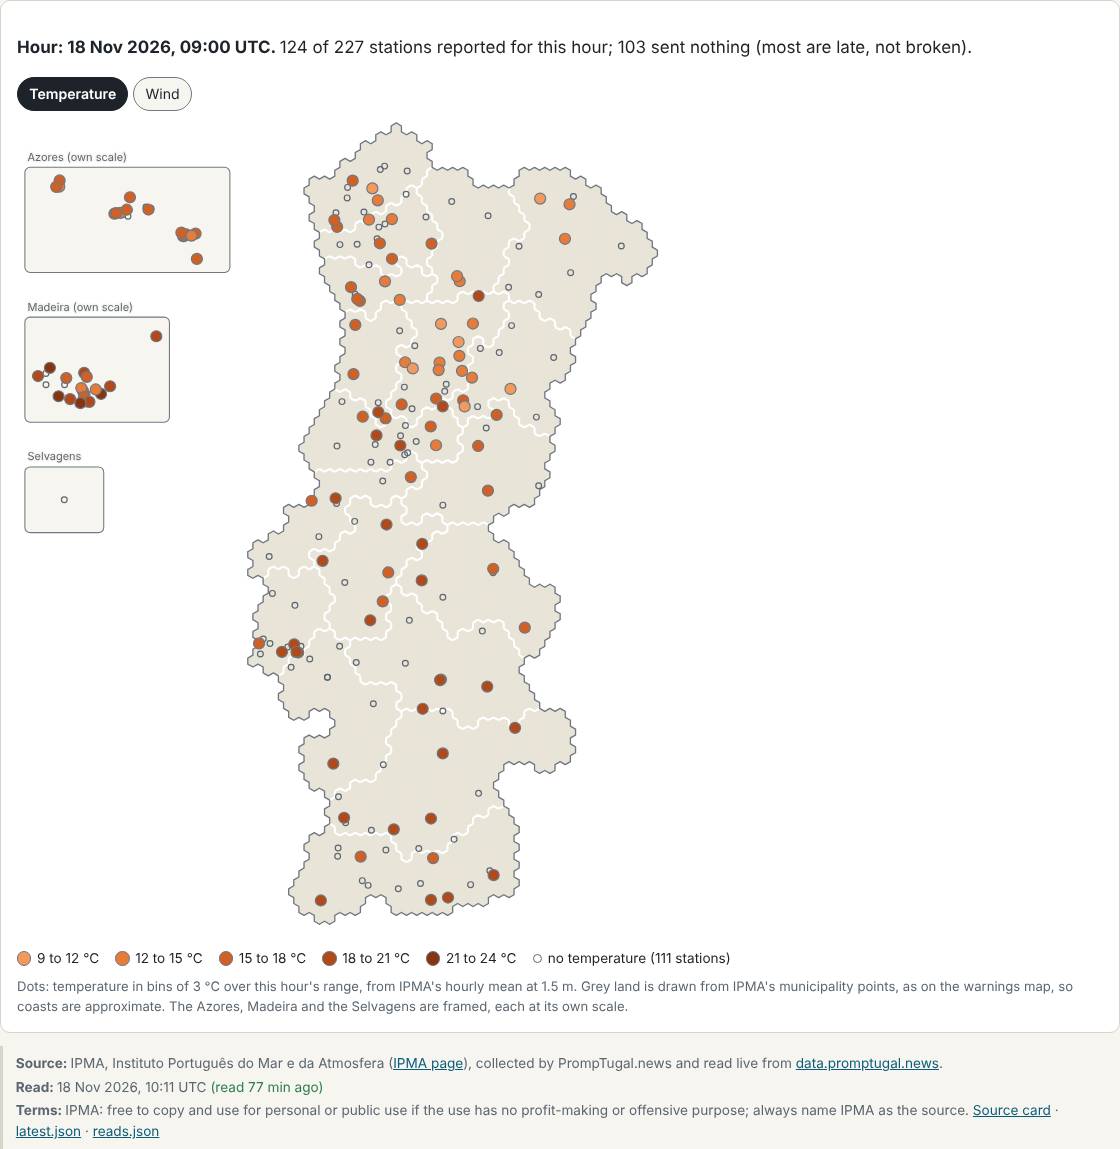 Hour: 18 Nov 2026, 09:00 UTC. 124 of 227 stations reported for this hour; 103 sent nothing (most are late, not broken).
Temperature
Wind
Azores (own scale)
Madeira (own scale)
Selvagens
9 to 12 °C
12 to 15 °C
15 to 18 °C
18 to 21 °C
21 to 24 °C
no temperature (111 stations)
Dots: temperature in bins of 3 °C over this hour's range, from IPMA's hourly mean at 1.5 m. Grey land is drawn from IPMA's municipality points, as on the warnings map, so
coasts are approximate. The Azores, Madeira and the Selvagens are framed, each at its own scale.
Source: IPMA, Instituto Português do Mar e da Atmosfera (IPMA page), collected by PrompTugal.news and read live from data.promptugal.news.
Read: 18 Nov 2026, 10:11 UTC (read 77 min ago)
Terms: IPMA: free to copy and use for personal or public use if the use has no profit-making or offensive purpose; always name IPMA as the source. Source card ·
latest.json · reads.json